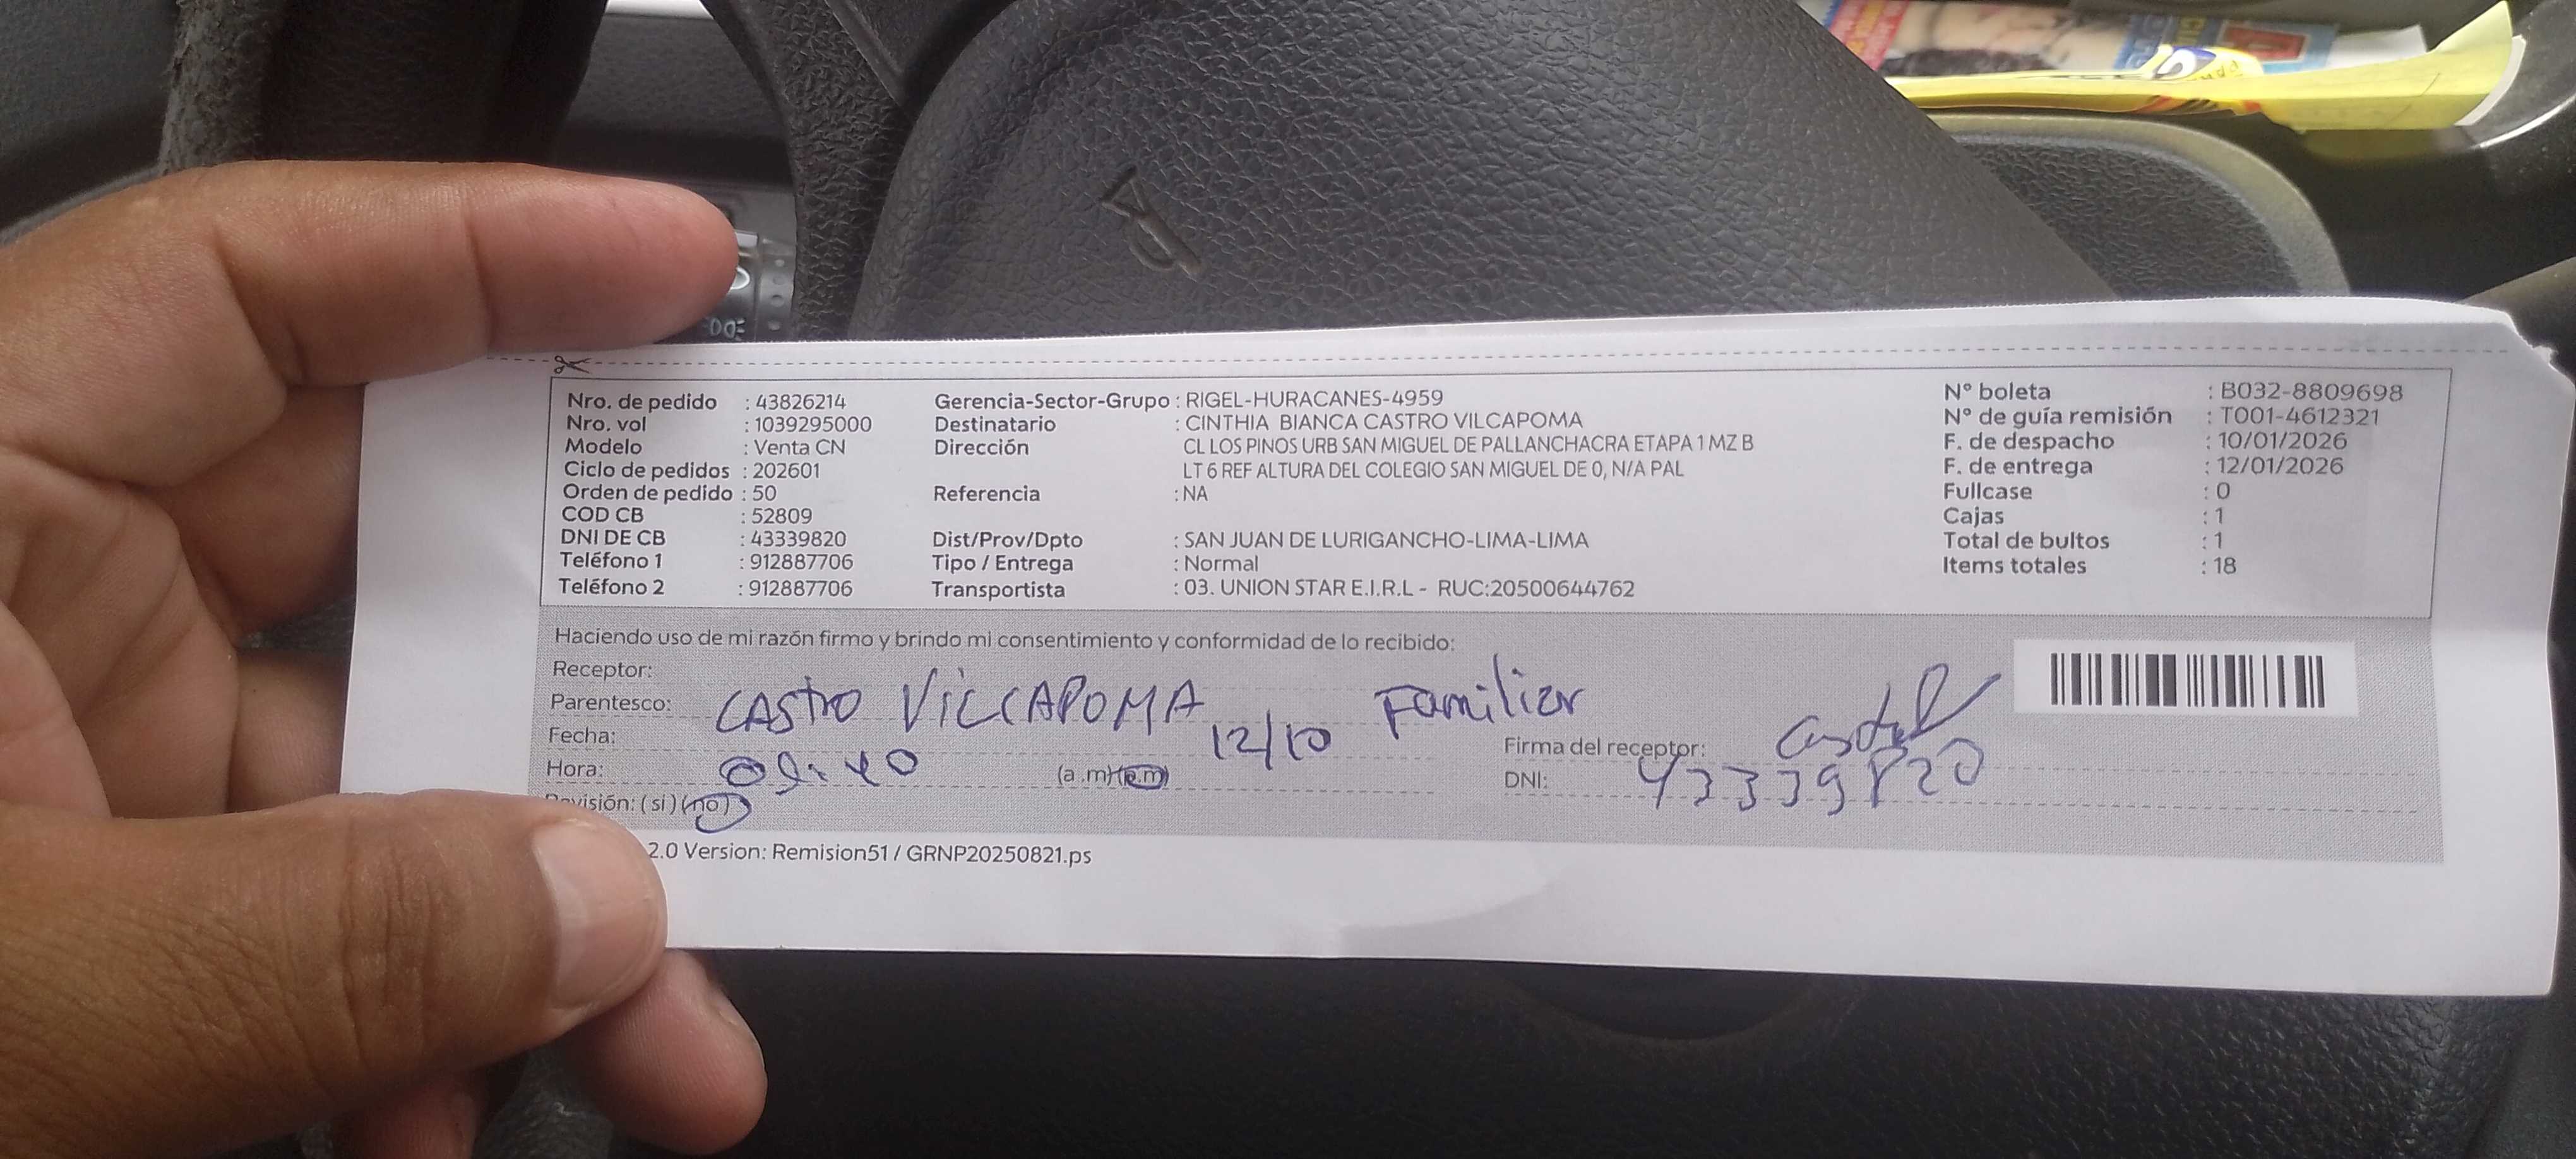 Nro. de pedido : 43826214
Nro. vol : 1039295000
Modelo : Venta CN
Ciclo de pedidos : 202601
Orden de pedido : 50
COD CB : 52809
DNI DE CB : 43339820
Teléfono 1 : 912887706
Teléfono 2 : 912887706
Gerencia-Sector-Grupo : RIGEL-HURACANES-4959
Destinatario : CINTHIA BIANCA CASTRO VILCAPOMA
Dirección : CL LOS PINOS URB SAN MIGUEL DE PALLANCHACRA ETAPA 1 MZ B
LT 6 REF ALTURA DEL COLEGIO SAN MIGUEL DE 0, N/A PAL
Referencia : NA
Dist/Prov/Dpto : SAN JUAN DE LURIGANCHO-LIMA-LIMA
Tipo / Entrega : Normal
Transportista : 03. UNION STAR E.I.R.L - RUC:20500644762
N° boleta : B032-8809698
N° de guía remisión : T001-4612321
F. de despacho : 10/01/2026
F. de entrega : 12/01/2026
Fullcase : 0
Cajas : 1
Total de bultos : 1
Items totales : 18
Haciendo uso de mi razón firmo y brindo mi consentimiento y conformidad de lo recibido:
Receptor:
Parentesco: CASTRO VILCAPOMA Familiar
Fecha: 12/10
Hora: (a.m) (p.m)
Revisión: (si) (no)
Firma del receptor:
DNI: 43339820
2.0 Version: Remision51 / GRNP20250821.ps